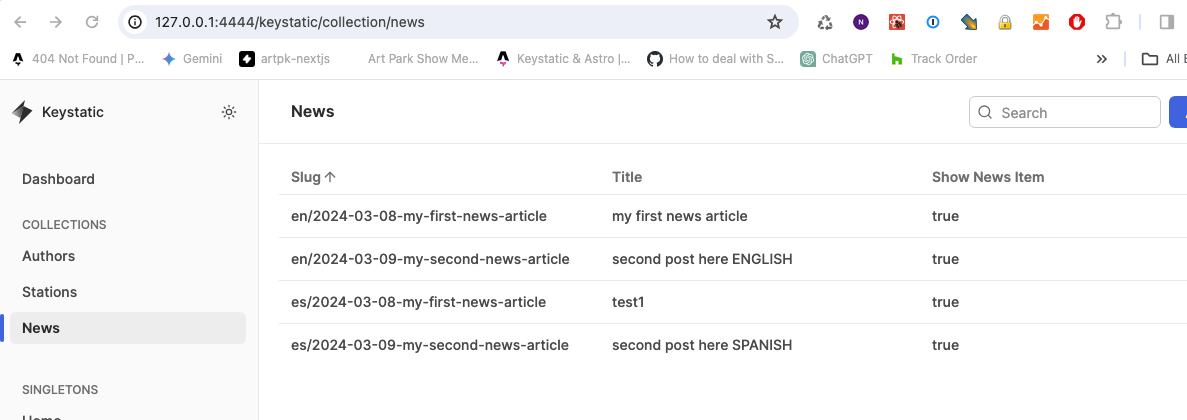 127.0.0.1:4444/keystatic/collection/news
404 Not Found | P... Gemini artpk-nextjs Art Park Show Me... Keystatic & Astro |... How to deal with S... ChatGPT Track Order All
Keystatic
News
Search
Dashboard
Slug Title Show News Item
COLLECTIONS
en/2024-03-08-my-first-news-article my first news article true
Authors
en/2024-03-09-my-second-news-article second post here ENGLISH true
Stations
es/2024-03-08-my-first-news-article test1 true
News
es/2024-03-09-my-second-news-article second post here SPANISH true
SINGLETONS